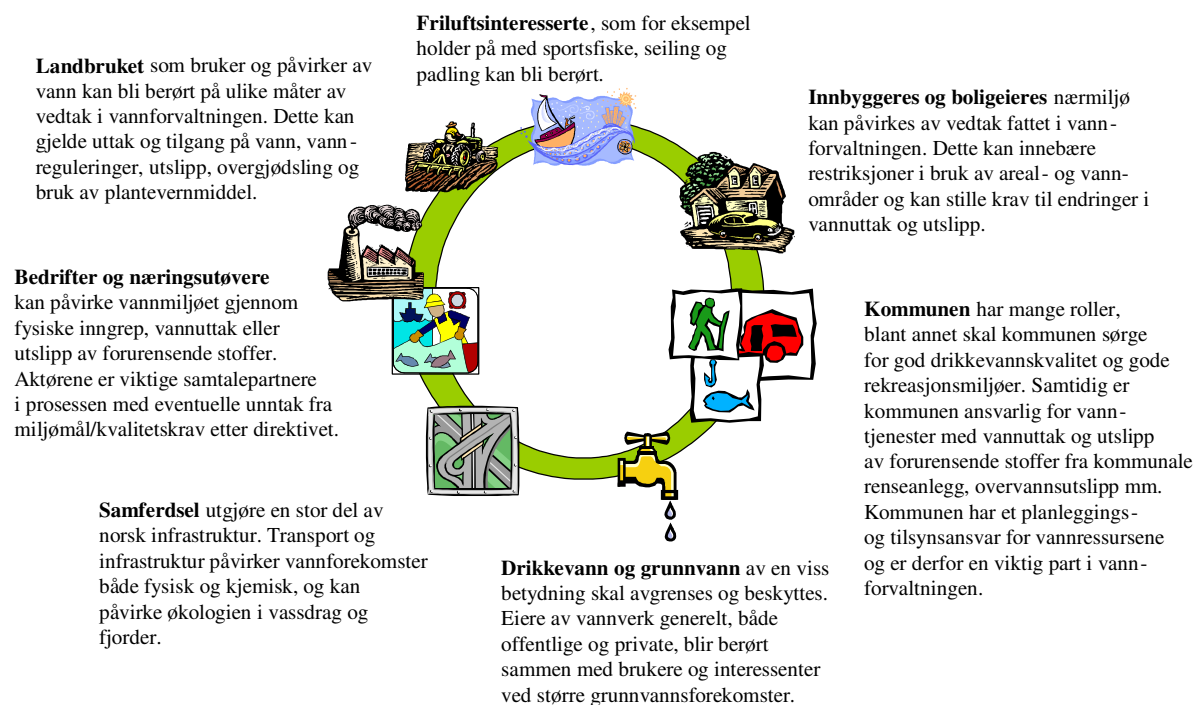 Friluftsinteresserte, som for eksempel
holder på med sportsfiske, seiling og
padling kan bli berørt.
Landbruket som bruker og påvirker av
vann kan bli berørt på ulike måter av
vedtak i vannforvaltningen. Dette kan
gjelde uttak og tilgang på vann, vann-
reguleringer, utslipp, overgjødsling og
bruk av plantevernmiddel.
Innbyggeres og boligeieres nærmiljø
kan påvirkes av vedtak fattet i vann-
forvaltningen. Dette kan innebære
restriksjoner i bruk av areal- og vann-
områder og kan stille krav til endringer i
vannuttak og utslipp.
Bedrifter og næringsutøvere
kan påvirke vannmiljøet gjennom
fysiske inngrep, vannuttak eller
utslipp av forurensende stoffer.
Aktørene er viktige samtalepartnere
i prosessen med eventuelle unntak fra
miljømål/kvalitetskrav etter direktivet.
Kommunen har mange roller,
blant annet skal kommunen sørge
for god drikkevannskvalitet og gode
rekreasjonsmiljøer. Samtidig er
kommunen ansvarlig for vann-
tjenester med vannuttak og utslipp
av forurensende stoffer fra kommunale
renseanlegg, overvannsutslipp mm.
Kommunen har et planleggings-
og tilsynsansvar for vannressursene
og er derfor en viktig part i vann-
forvaltningen.
Samferdsel utgjøre en stor del av
norsk infrastruktur. Transport og
infrastruktur påvirker vannforekomster
både fysisk og kjemisk, og kan
påvirke økologien i vassdrag og
fjorder.
Drikkevann og grunnvann av en viss
betydning skal avgrenses og beskyttes.
Eiere av vannverk generelt, både
offentlige og private, blir berørt
sammen med brukere og interessenter
ved større grunnvannsforekomster.